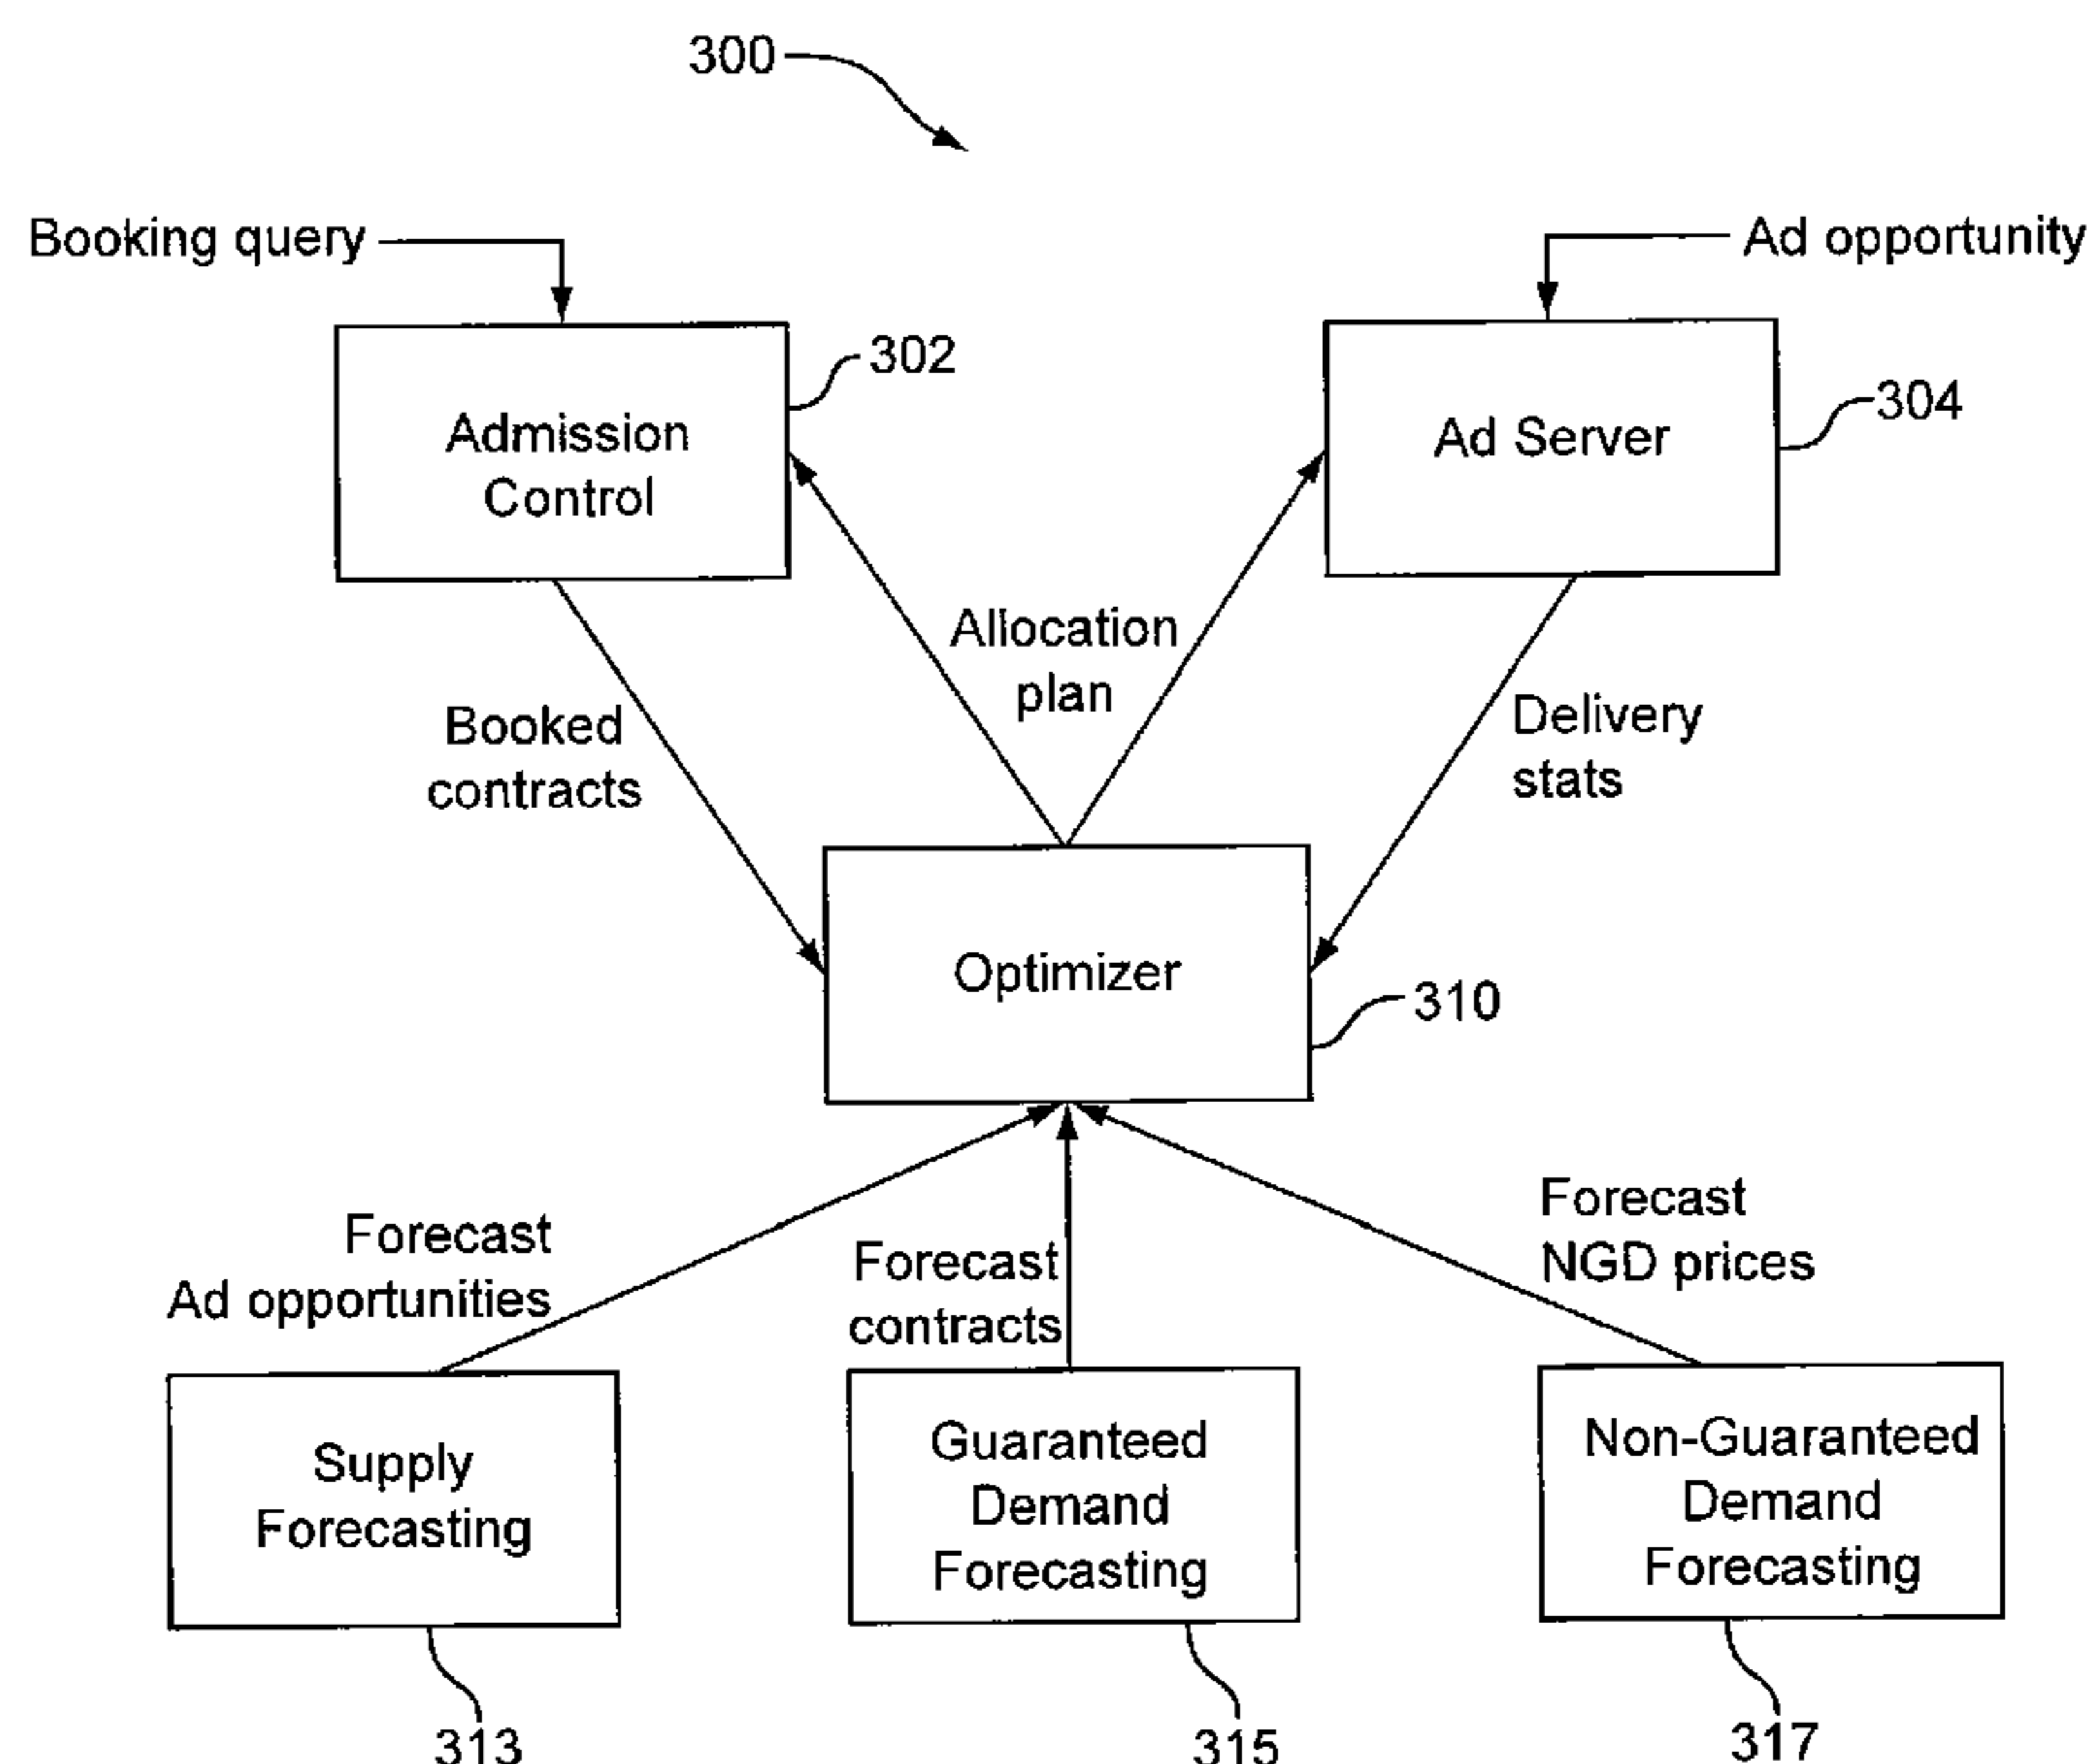 300
Booking query
Ad opportunity
302
304
Admission
Control
Ad Server
Allocation
plan
Booked
contracts
Delivery
stats
Optimizer
310
Forecast
Ad opportunities
Forecast
contracts
Forecast
NGD prices
Supply
Forecasting
Guaranteed
Demand
Forecasting
Non-Guaranteed
Demand
Forecasting
313
315
317